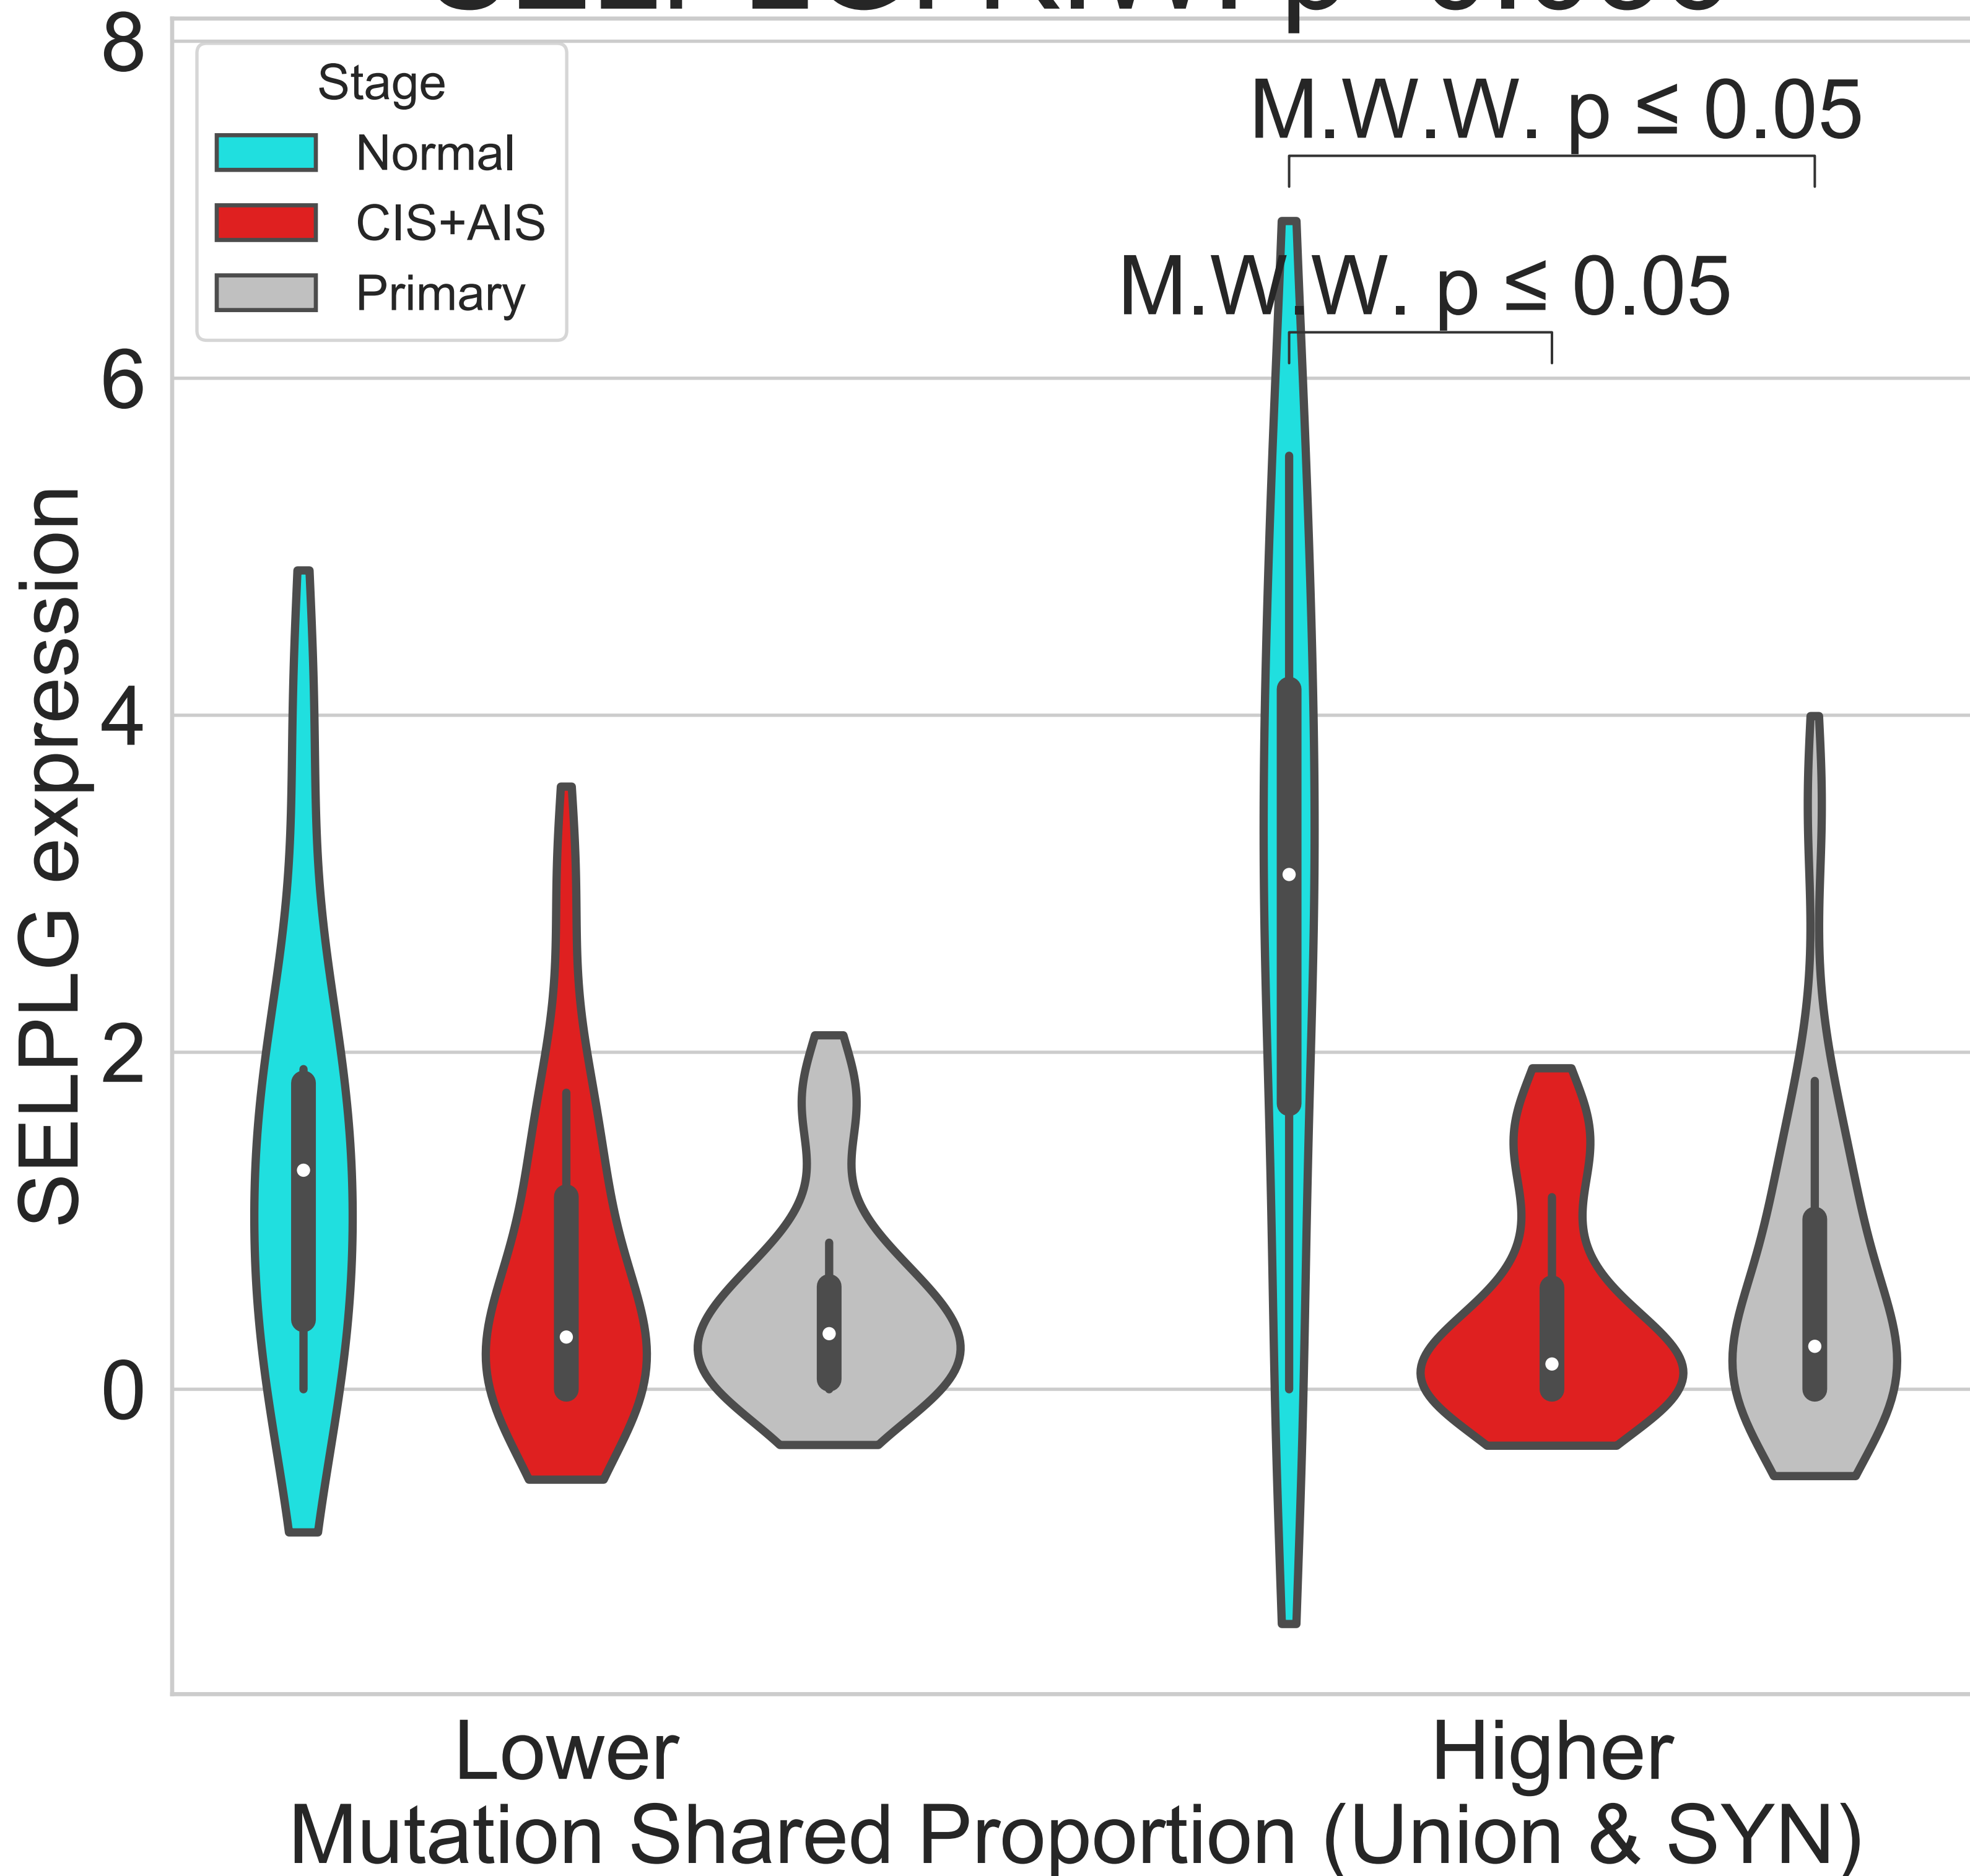 8
Stage
Normal
CIS+AIS
Primary
M.W.W. p ≤ 0.05
M.W.W. p ≤ 0.05
6
4
2
0
SELPLG expression
Lower
Higher
Mutation Shared Proportion (Union & SYN)